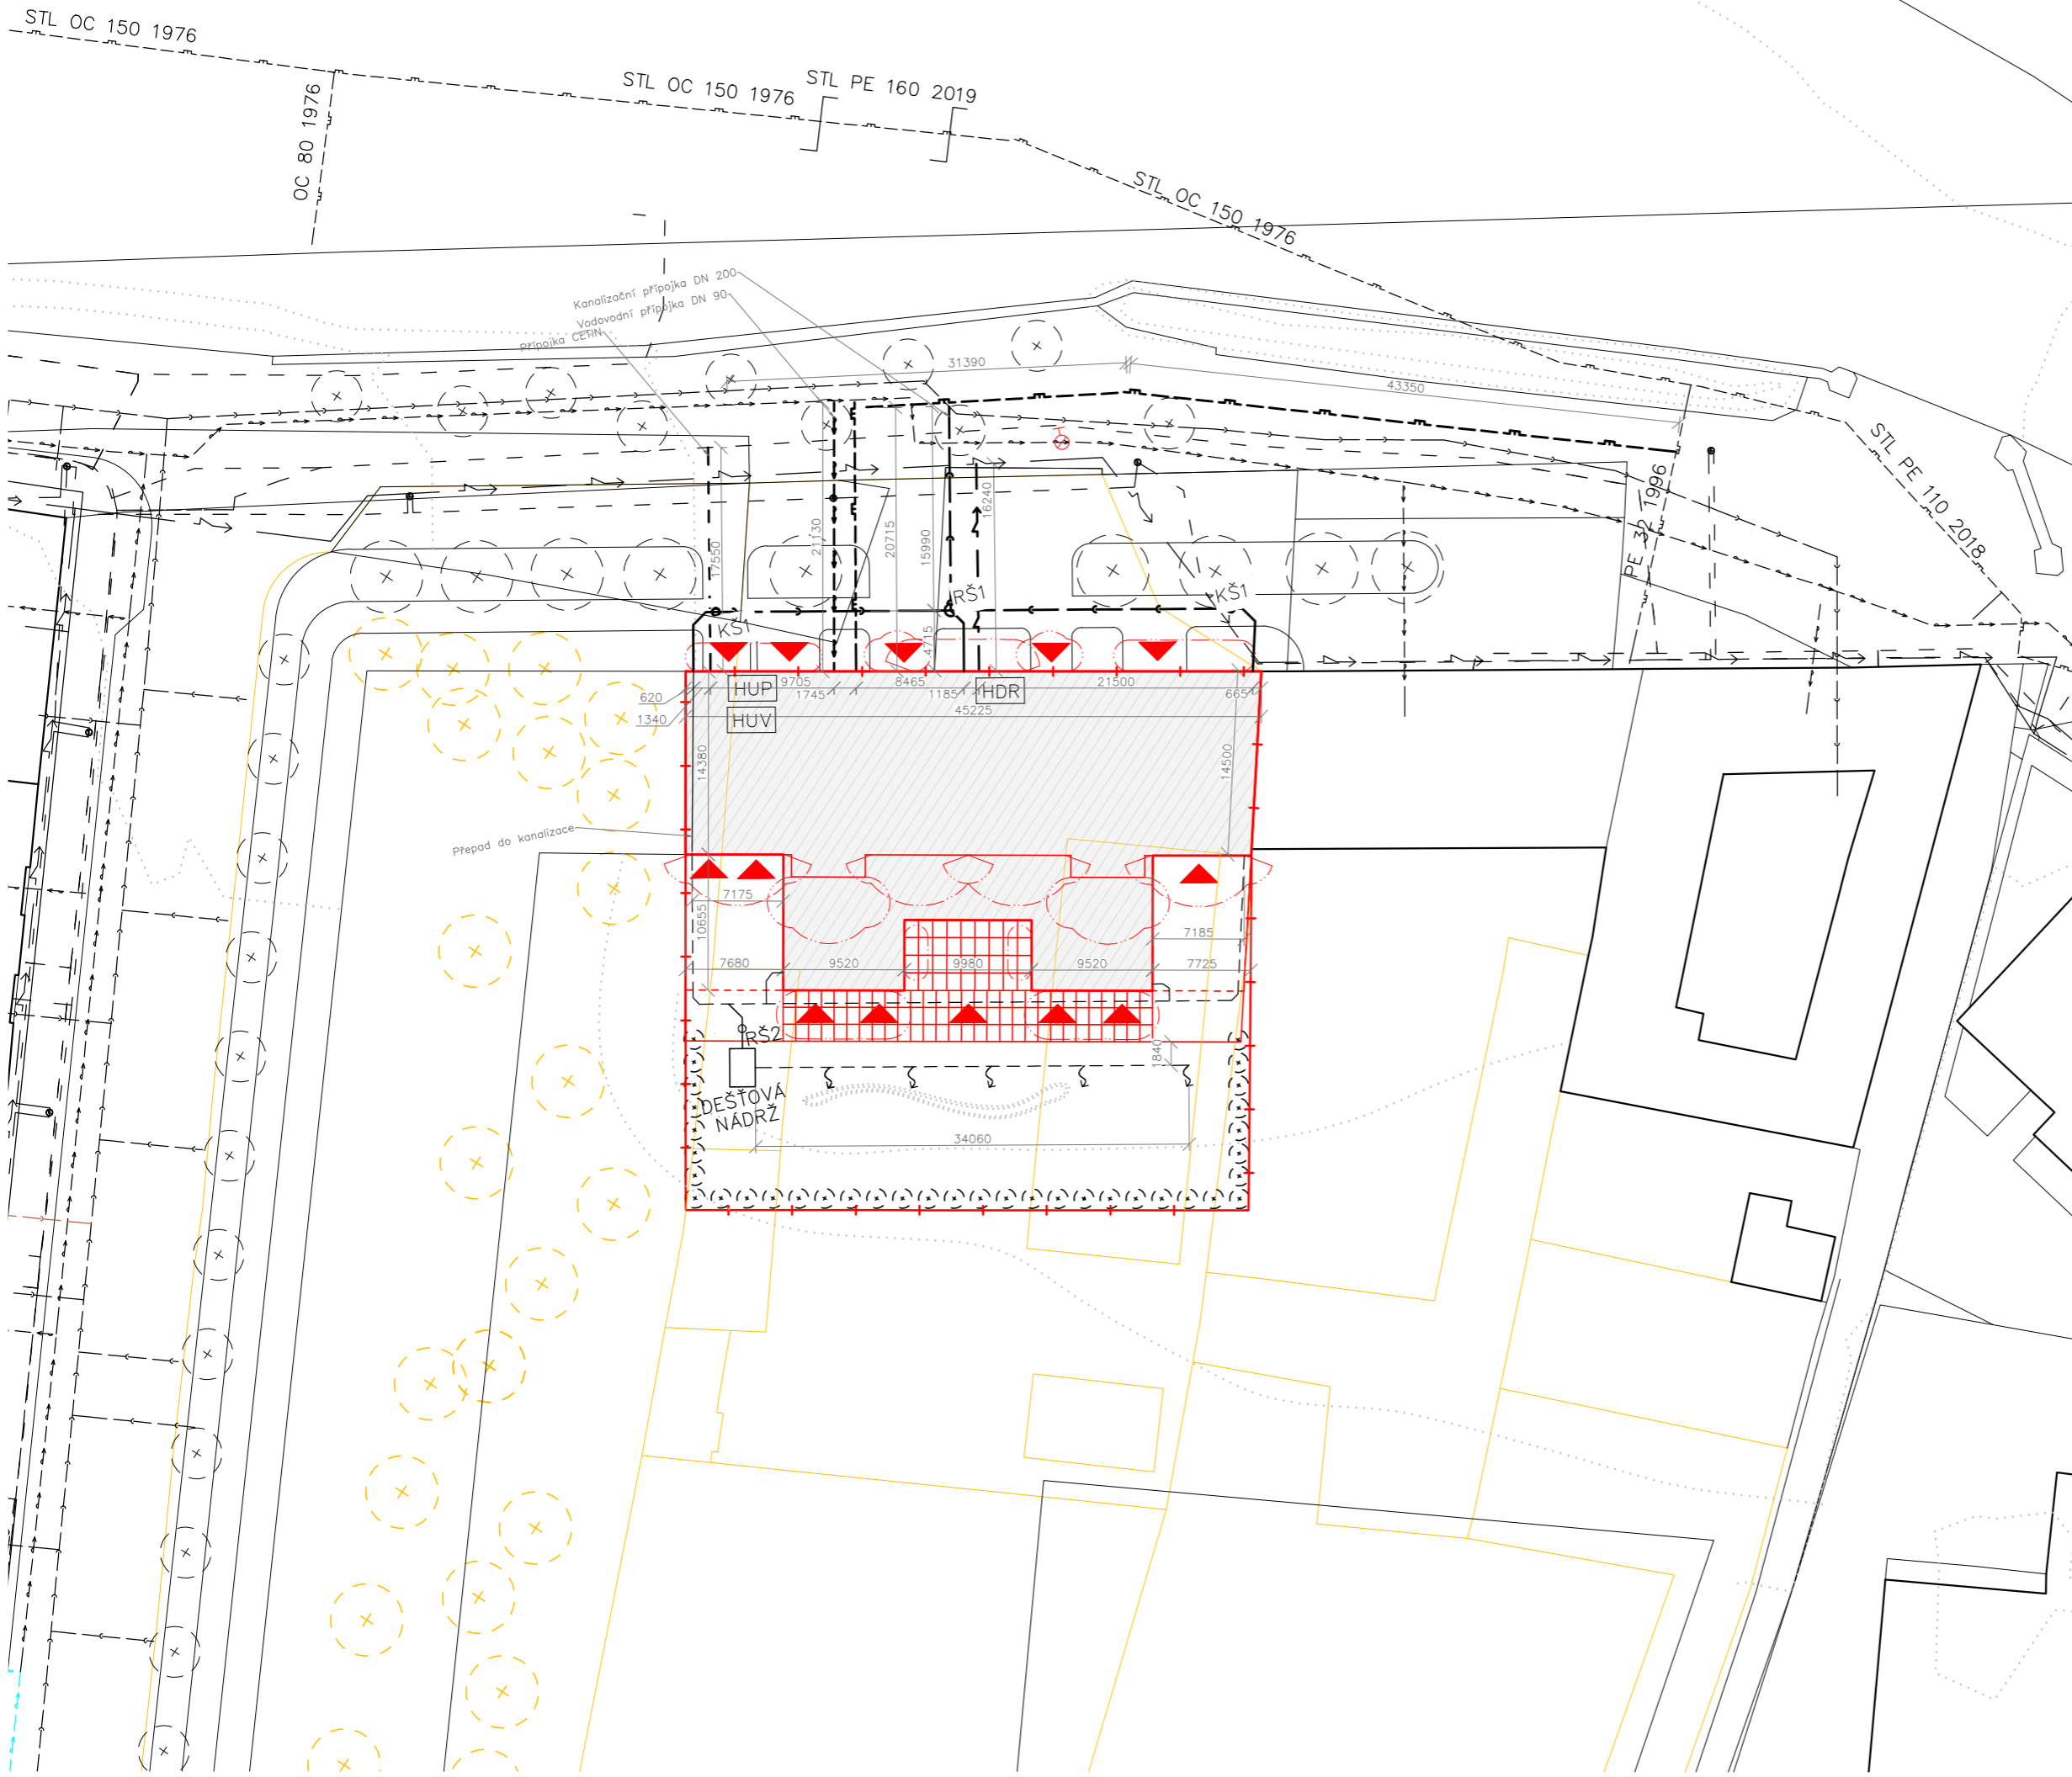 STL OC 150 1976
STL OC 150 1976
STL PE 160 2019
OC 80 1976
STL OC 150 1976
Kanalizační přípojka DN 200
Vodovodní přípojka DN 90
Přípojka CETIN
31390
43350
STL PE 110 2018
PE 32 1996
17550
21130
20715
15990
16240
4715
RŠ1
KŠ1
KŠ1
HUP
9705
8465
HDR
21500
620
1745
1185
665
1340
HUV
45225
14380
14500
Přepad do kanalizace
7175
10655
7185
7680
9520
9980
9520
7725
RŠ2
1840
DEŠŤOVÁ
NÁDRŽ
34060